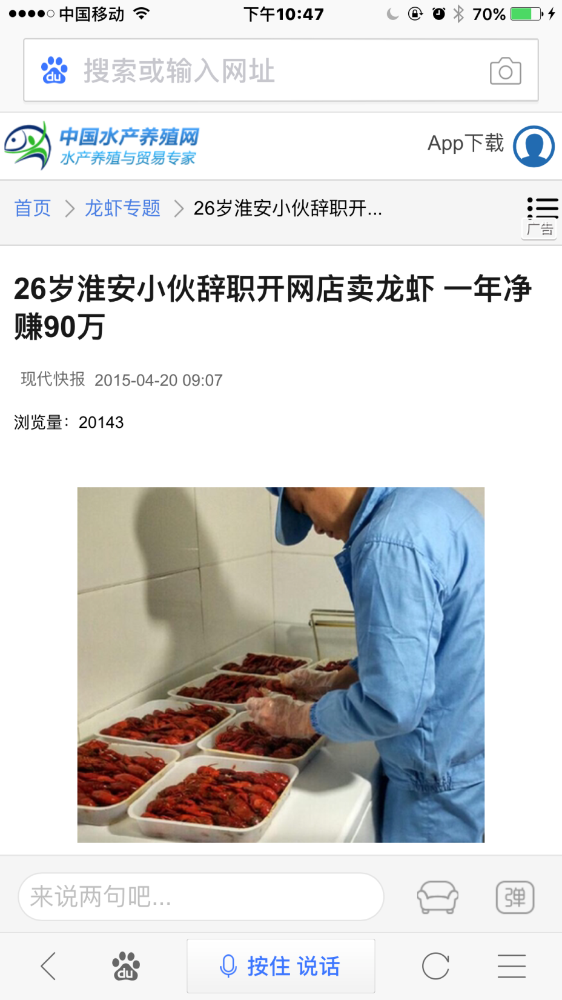 中国移动 下午10:47 70%
du 搜索或输入网址
中国水产养殖网
水产养殖与贸易专家
App下载
首页 龙虾专题 26岁淮安小伙辞职开...
广告
26岁淮安小伙辞职开网店卖龙虾 一年净
赚90万
现代快报 2015-04-20 09:07
浏览量：20143
来说两句吧... 弹
du 按住 说话